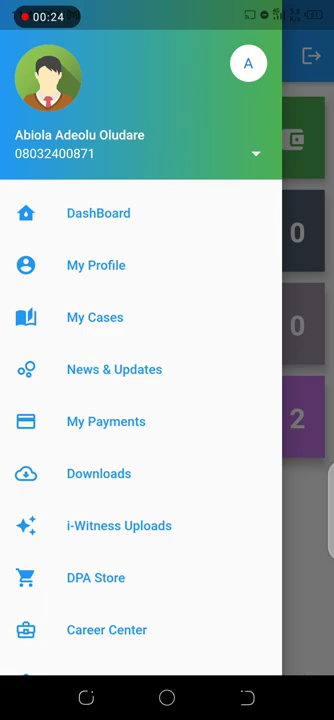 00:24
A
Abiola Adeolu Oludare
08032400871
DashBoard
My Profile
0
My Cases
0
News & Updates
My Payments
2
Downloads
i-Witness Uploads
DPA Store
Career Center